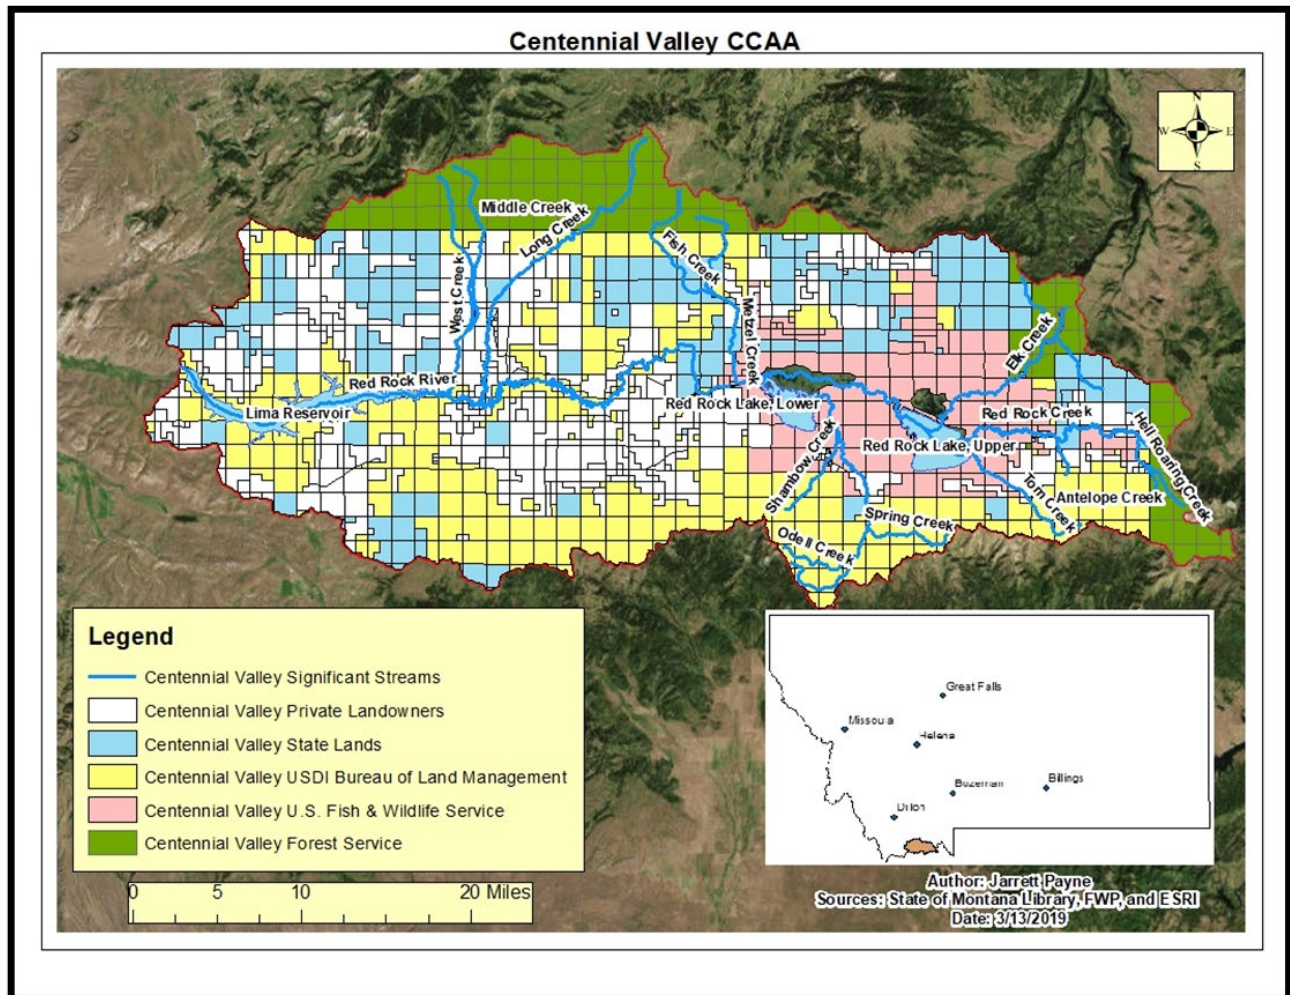 Centennial Valley CCAA
N
W E
S
Middle Creek
Long Creek
Fish Creek
West Creek
Metzel Creek
Elk Creek
Red Rock River
Lima Reservoir
Red Rock Lake, Lower
Red Rock Creek
Hell Roaring Creek
Red Rock Lake, Upper
Shambow Creek
Tom Creek
Antelope Creek
Spring Creek
Odell Creek
Legend
Centennial Valley Significant Streams
Centennial Valley Private Landowners
Centennial Valley State Lands
Centennial Valley USDI Bureau of Land Management
Centennial Valley U.S. Fish & Wildlife Service
Centennial Valley Forest Service
0 5 10 20 Miles
Great Falls
Missoula
Helena
Bozeman
Billings
Dillon
Author: Jarrett Payne
Sources: State of Montana Library, FWP, and ESRI
Date: 3/13/2019